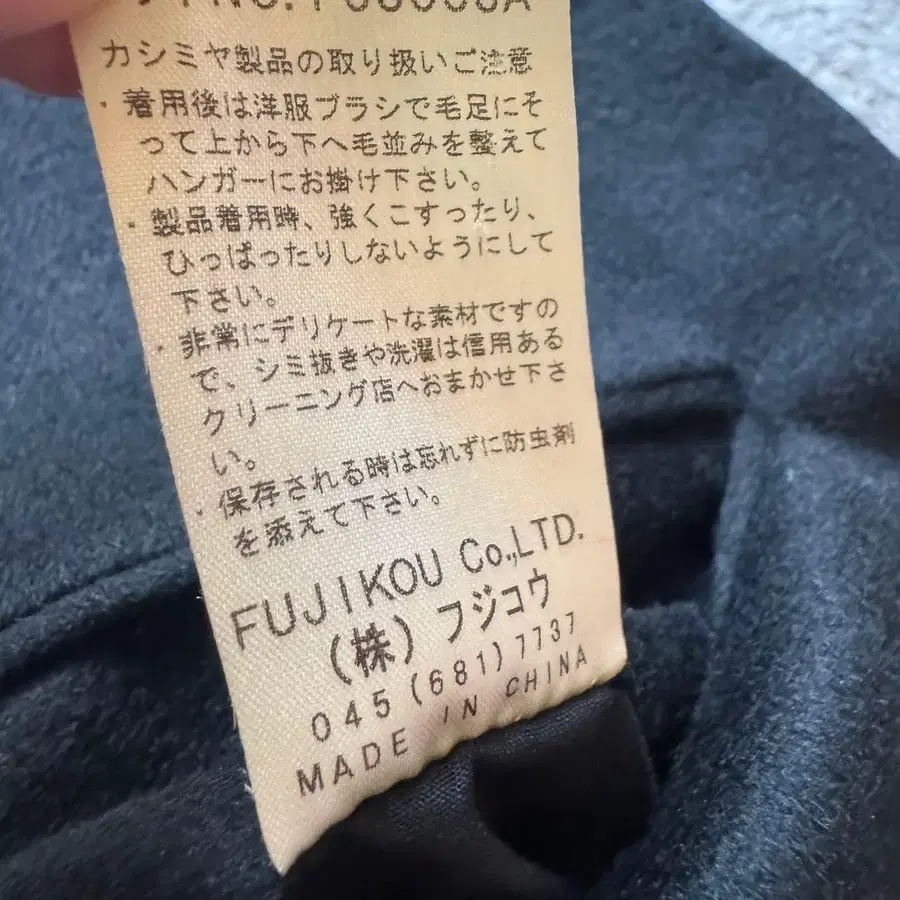 カシミヤ製品の取り扱いご注意
・着用後は洋服ブラシで毛足にそ
って上から下へ毛並みを整えて
ハンガーにお掛け下さい。
・製品着用時、強くこすったり、
ひっぱったりしないようにして
下さい。
・非常にデリケートな素材ですの
で、シミ抜きや洗濯は信用ある
クリーニング店へおまかせ下さ
い。
・保存される時は忘れずに防虫剤
を添えて下さい。
FUJIKOU Co.,LTD.
(株)フジコウ
045(681)7737
MADE IN CHINA